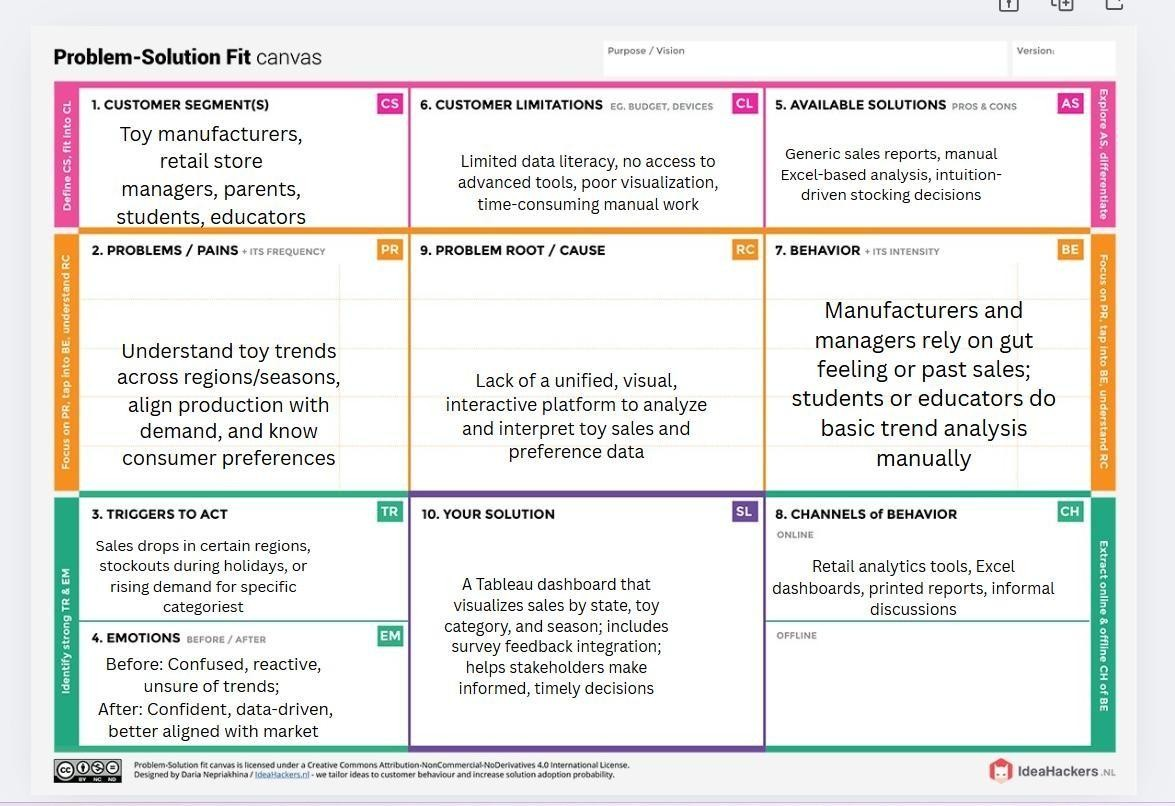 Problem-Solution Fit canvas
Purpose / Vision
Version:
Define CS, fit into CL
1. CUSTOMER SEGMENT(S)
CS
Toy manufacturers,
retail store
managers, parents,
students, educators
6. CUSTOMER LIMITATIONS EG. BUDGET, DEVICES
CL
Limited data literacy, no access to
advanced tools, poor visualization,
time-consuming manual work
5. AVAILABLE SOLUTIONS PROS & CONS
AS
Generic sales reports, manual
Excel-based analysis, intuition-
driven stocking decisions
Explore AS, differentiate
Focus on PR, tap into BE, understand RC
2. PROBLEMS / PAINS + ITS FREQUENCY
PR
Understand toy trends
across regions/seasons,
align production with
demand, and know
consumer preferences
9. PROBLEM ROOT / CAUSE
RC
Lack of a unified, visual,
interactive platform to analyze
and interpret toy sales and
preference data
7. BEHAVIOR + ITS INTENSITY
BE
Manufacturers and
managers rely on gut
feeling or past sales;
students or educators do
basic trend analysis
manually
Focus on PR, tap into BE, understand RC
Identify strong TR & EM
3. TRIGGERS TO ACT
TR
Sales drops in certain regions,
stockouts during holidays, or
rising demand for specific
categoriest
4. EMOTIONS BEFORE / AFTER
EM
Before: Confused, reactive,
unsure of trends;
After: Confident, data-driven,
better aligned with market
10. YOUR SOLUTION
SL
A Tableau dashboard that
visualizes sales by state, toy
category, and season; includes
survey feedback integration;
helps stakeholders make
informed, timely decisions
8. CHANNELS of BEHAVIOR
CH
ONLINE
Retail analytics tools, Excel
dashboards, printed reports, informal
discussions
OFFLINE
Extract online & offline CH of BE
cc BY NC ND
Problem-Solution fit canvas is licensed under a Creative Commons Attribution-NonCommercial-NoDerivatives 4.0 International License.
Designed by Daria Nepriakhina / IdeaHackers.nl - we tailor ideas to customer behaviour and increase solution adoption probability.
IdeaHackers.NL